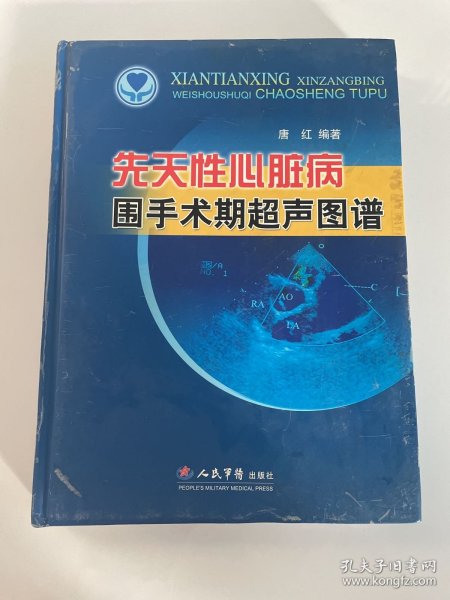 XIANTIANXING XINZANGBING
WEISHOUSHUQI CHAOSHENG TUPU
唐 红 编著
先天性心脏病
围手术期超声图谱
RA
AO
LA
C
人民军医出版社
PEOPLE'S MILITARY MEDICAL PRESS
孔夫子旧书网
www.kongfz.com